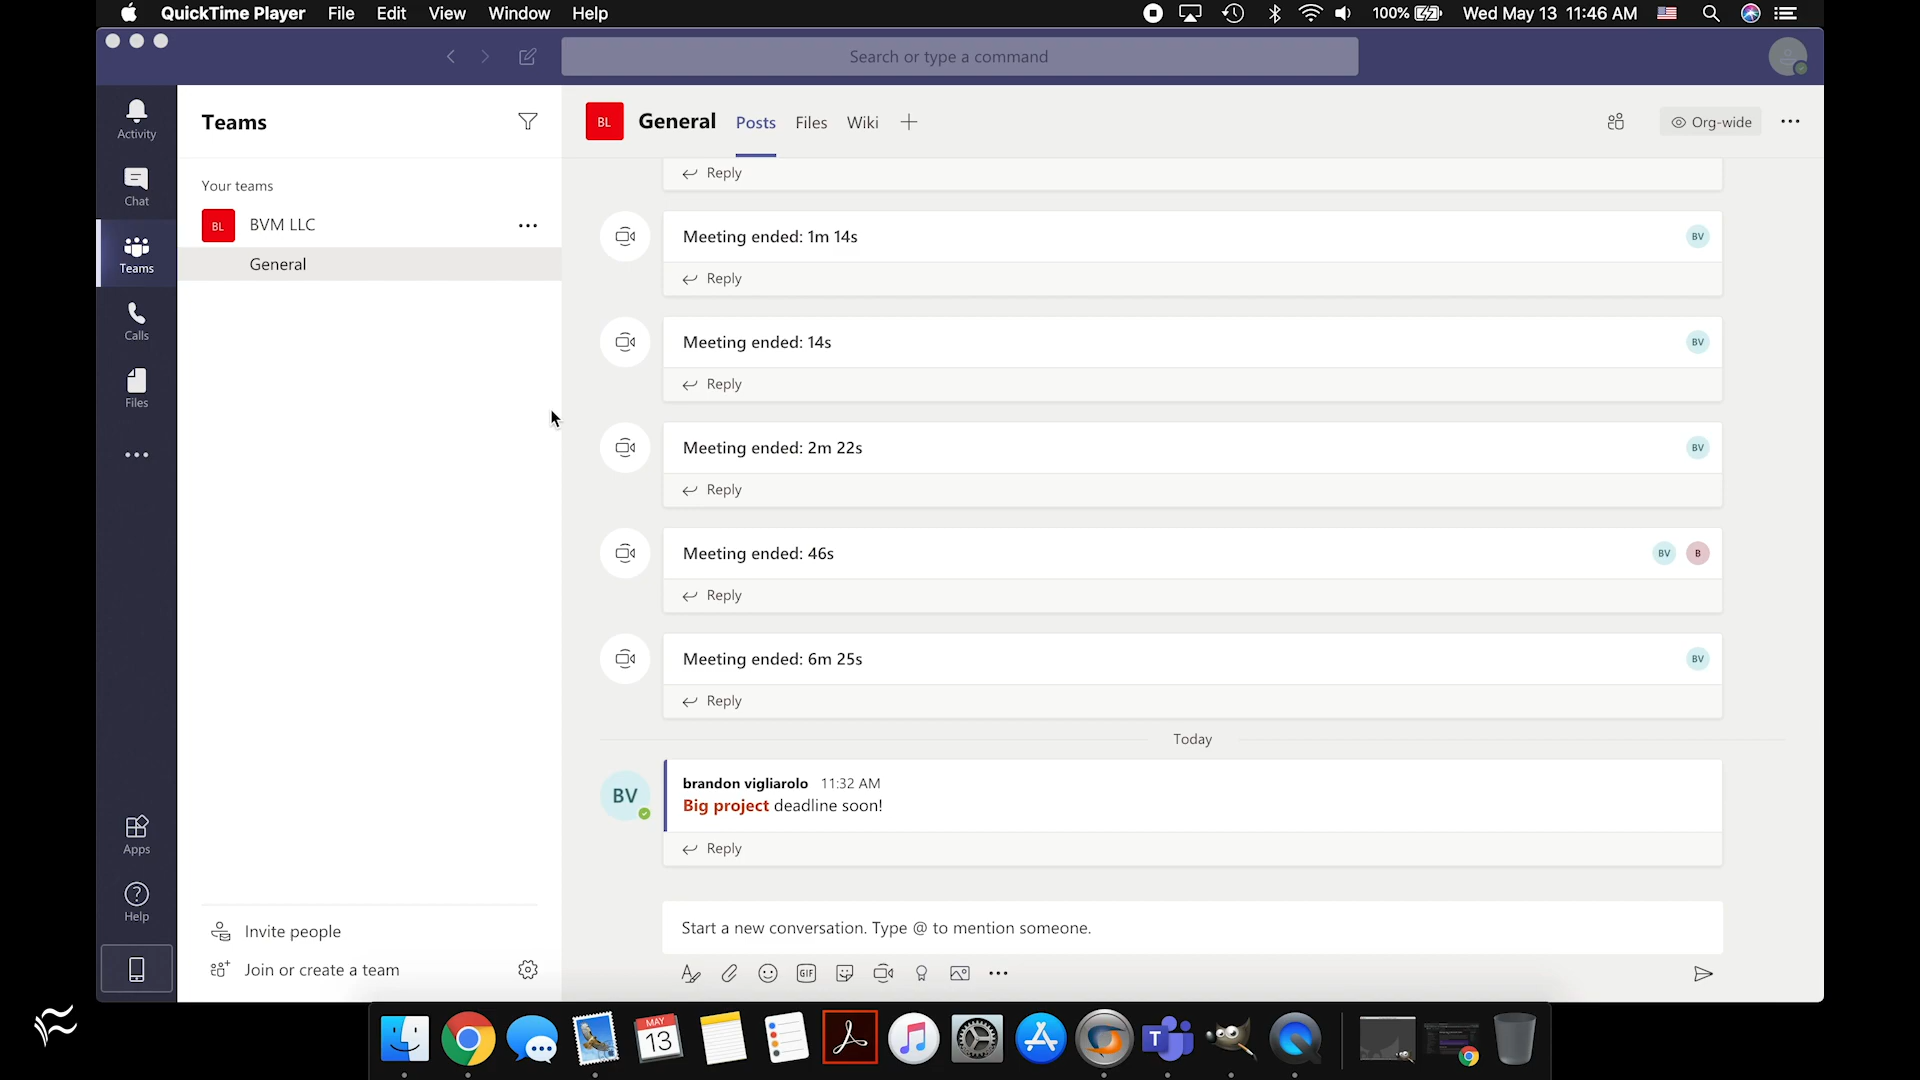 QuickTime Player File Edit View Window Help 100% Wed May 13 11:46 AM
Search or type a command
Activity
Chat
Teams
Calls
Files
Apps
Help
Teams
Your teams
BL BVM LLC
General
Invite people
Join or create a team
BL General Posts Files Wiki Org-wide
Reply
Meeting ended: 1m 14s BV
Reply
Meeting ended: 14s BV
Reply
Meeting ended: 2m 22s BV
Reply
Meeting ended: 46s BV B
Reply
Meeting ended: 6m 25s BV
Reply
Today
BV
brandon vigliarolo 11:32 AM
Big project deadline soon!
Reply
Start a new conversation. Type @ to mention someone.
GIF
MAY
13
T